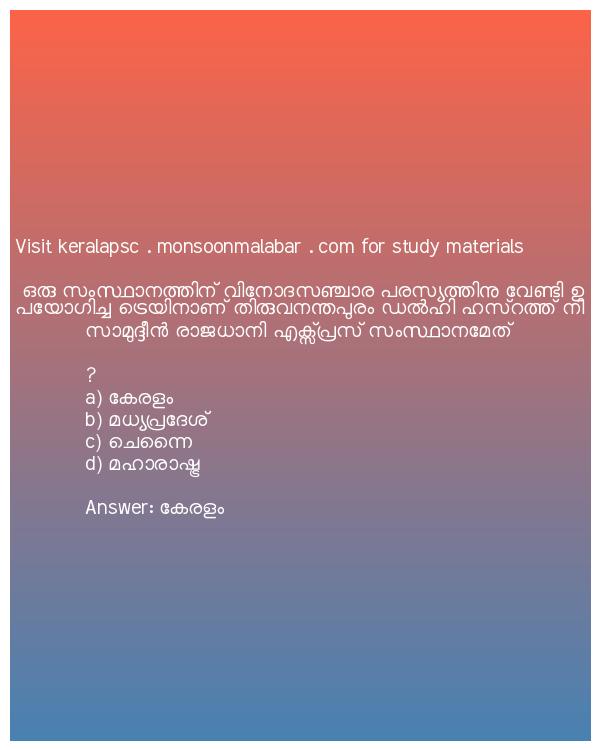 Visit keralapsc . monsoonmalabar . com for study materials
ഒരു സംസ്ഥാനത്തിന് വിനോദസഞ്ചാര പരസ്യത്തിനു വേണ്ടി ഉ
പയോഗിച്ച ട്രെയിനാണ് തിരുവനന്തപുരം ഡൽഹി ഹസ്റത്ത് നി
സാമുദ്ദീൻ രാജധാനി എക്സ്പ്രസ് സംസ്ഥാനമേത്
?
a) കേരളം
b) മധ്യപ്രദേശ്
c) ചെന്നൈ
d) മഹാരാഷ്ട്ര
Answer: കേരളം